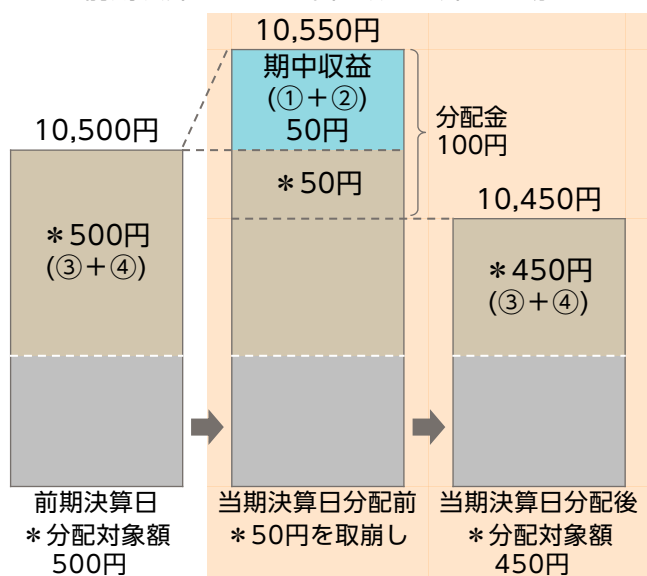 10,550円
期中収益
(①+②)
50円
分配金
100円
10,500円
*50円
10,450円
*500円
(③+④)
*450円
(③+④)
前期決算日
*分配対象額
500円
当期決算日分配前
*50円を取崩し
当期決算日分配後
*分配対象額
450円